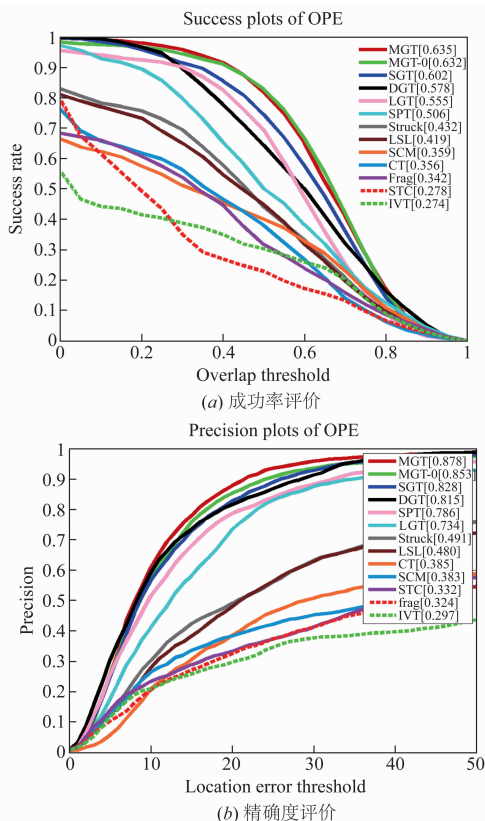 Success plots of OPE
Success rate
1
0.9
0.8
0.7
0.6
0.5
0.4
0.3
0.2
0.1
0
MGT[0.635]
MGT-0[0.632]
SGT[0.602]
DGT[0.578]
LGT[0.555]
SPT[0.506]
Struck[0.432]
LSL[0.419]
SCM[0.359]
CT[0.356]
Frag[0.342]
STC[0.278]
IVT[0.274]
0 0.2 0.4 0.6 0.8 1
Overlap threshold
(a) 成功率评价
Precision plots of OPE
Precision
1
0.9
0.8
0.7
0.6
0.5
0.4
0.3
0.2
0.1
0
MGT[0.878]
MGT-0[0.853]
SGT[0.828]
DGT[0.815]
SPT[0.786]
LGT[0.734]
Struck[0.491]
LSL[0.480]
CT[0.385]
SCM[0.383]
STC[0.332]
frag[0.324]
IVT[0.297]
0 10 20 30 40 50
Location error threshold
(b) 精确度评价